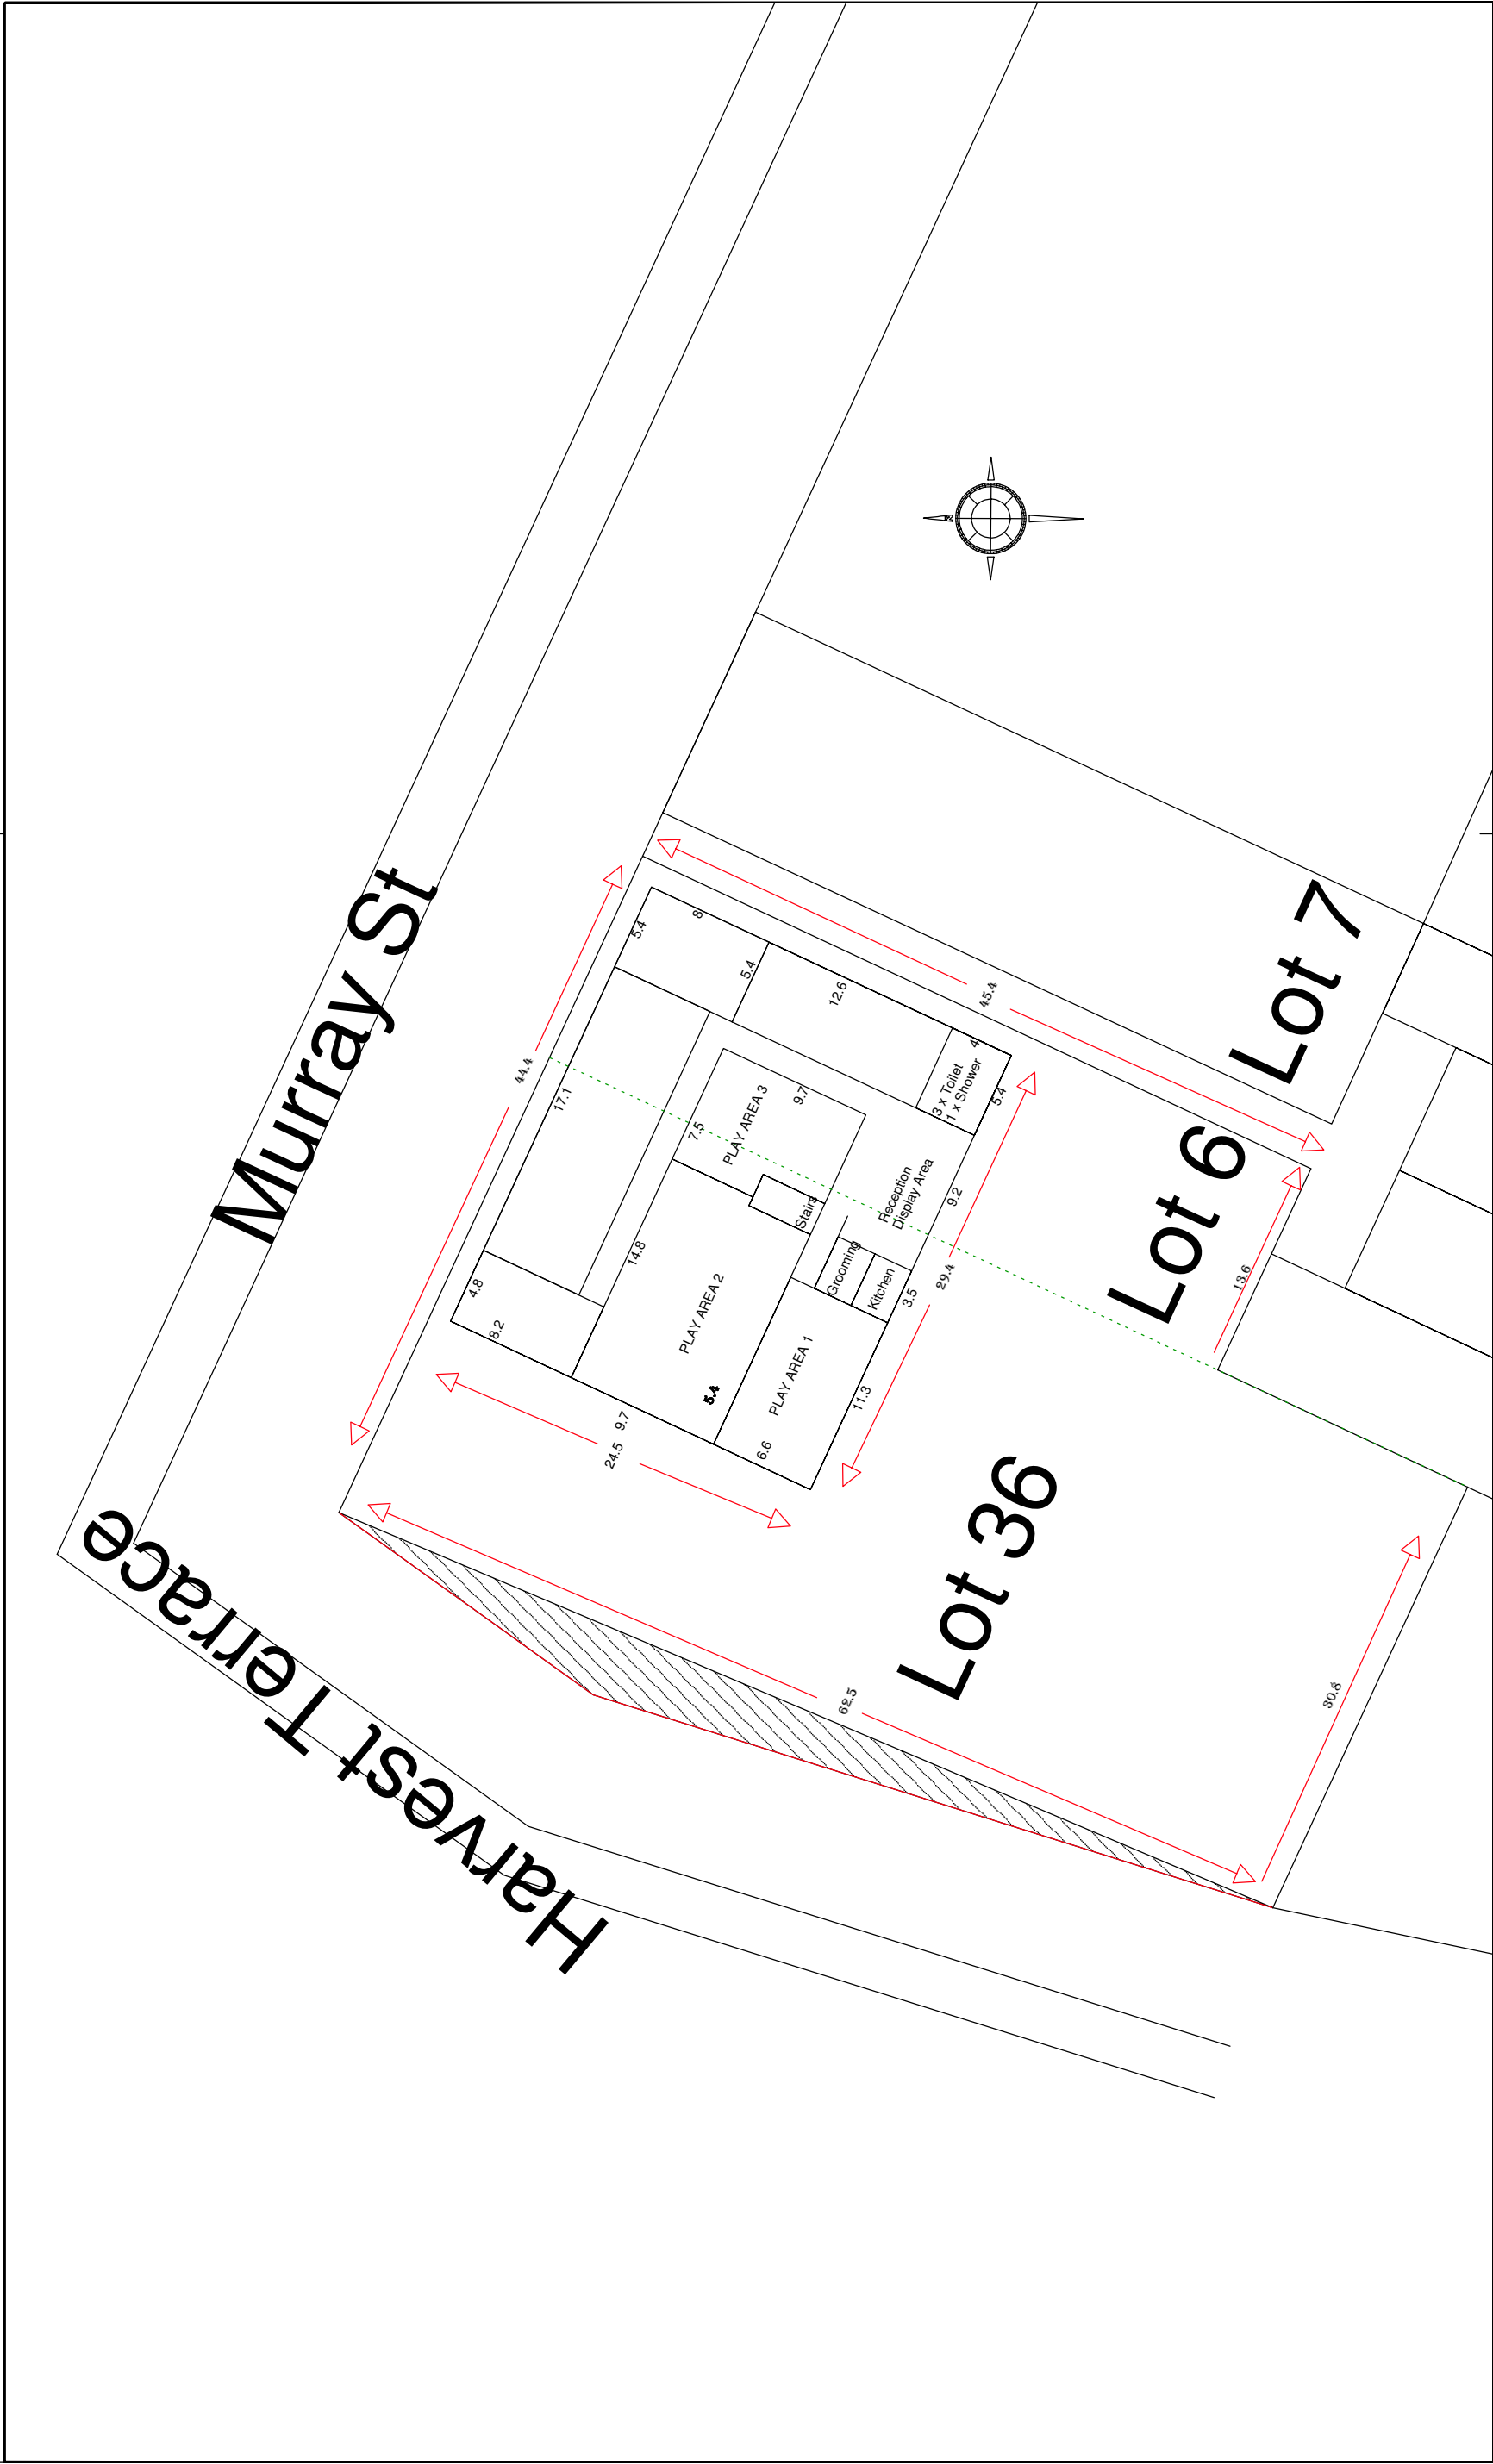 Murray St
Harvest Terrace
Lot 7
Lot 6
Lot 36
44.4
45.4
13.6
30.8
62.5
24.5
29.4
5.4
8
5.4
12.6
4
5.4
17.1
4.8
8.2
14.8
7.5
9.7
9.2
3.5
11.3
6.6
9.7
5.4
PLAY AREA 3
PLAY AREA 2
PLAY AREA 1
Stairs
Reception
Display Area
Grooming
Kitchen
3 x Toilet
1 x Shower